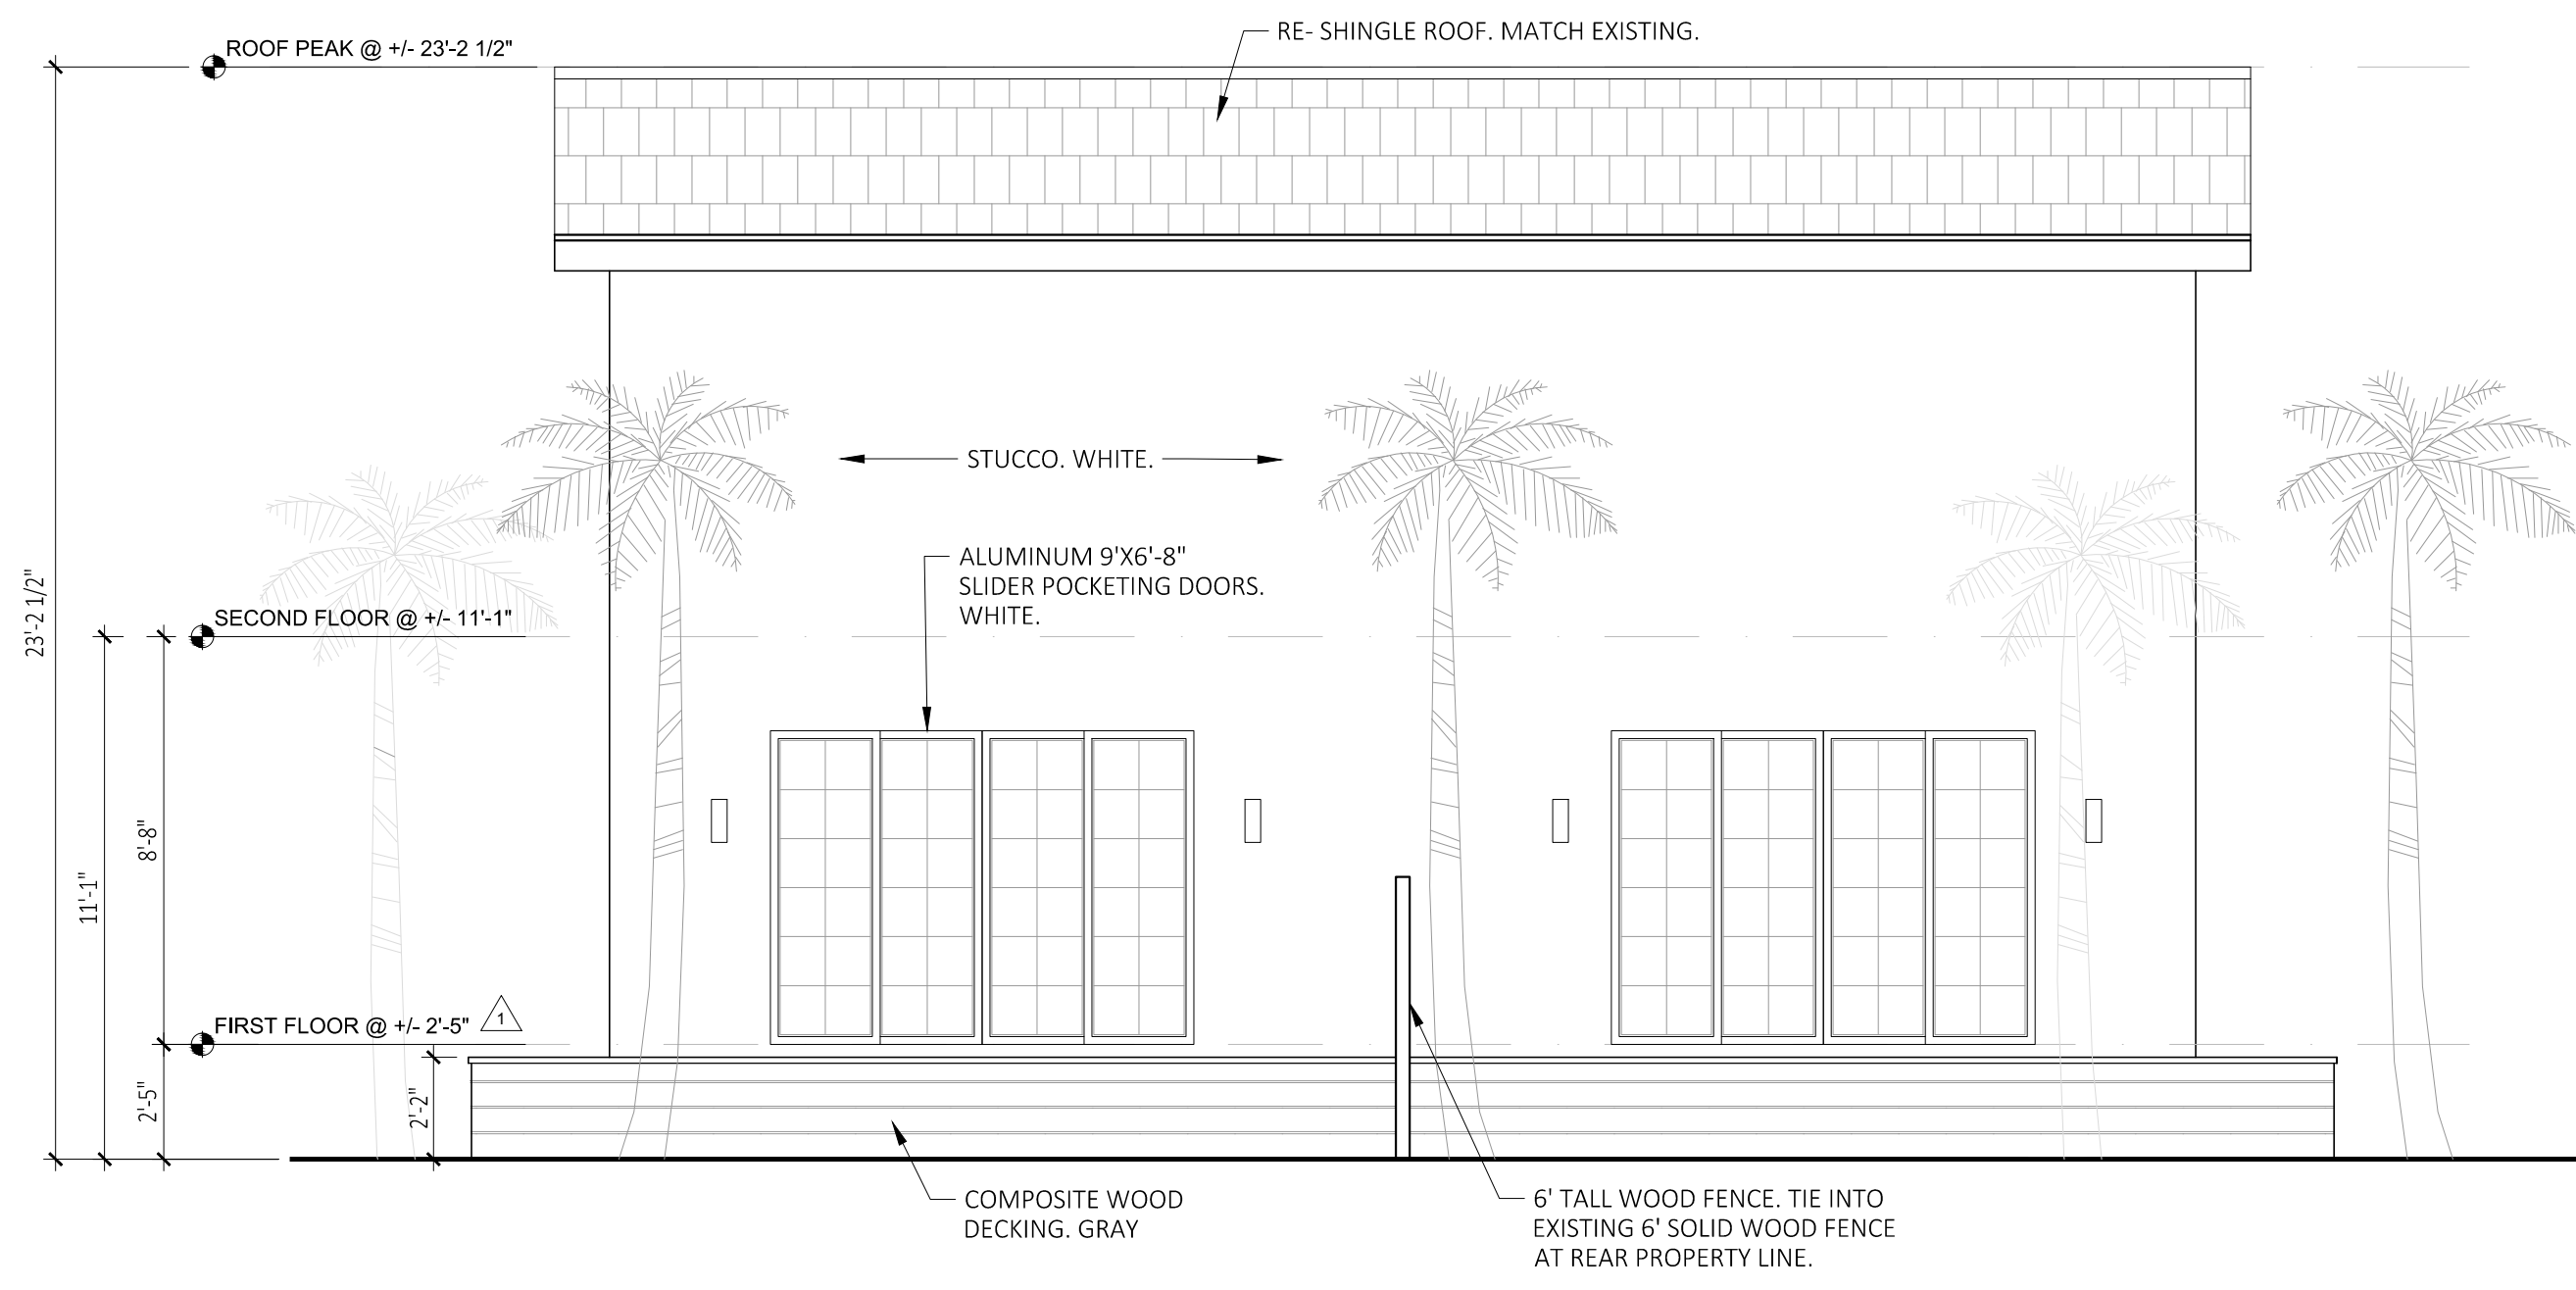 RE- SHINGLE ROOF. MATCH EXISTING.
ROOF PEAK @ +/- 23'-2 1/2"
STUCCO. WHITE.
ALUMINUM 9'X6'-8"
SLIDER POCKETING DOORS.
WHITE.
23'-2 1/2"
SECOND FLOOR @ +/- 11'-1"
8'-8"
11'-1"
FIRST FLOOR @ +/- 2'-5"
1
2'-5"
2'-2"
COMPOSITE WOOD
DECKING. GRAY
6' TALL WOOD FENCE. TIE INTO
EXISTING 6' SOLID WOOD FENCE
AT REAR PROPERTY LINE.